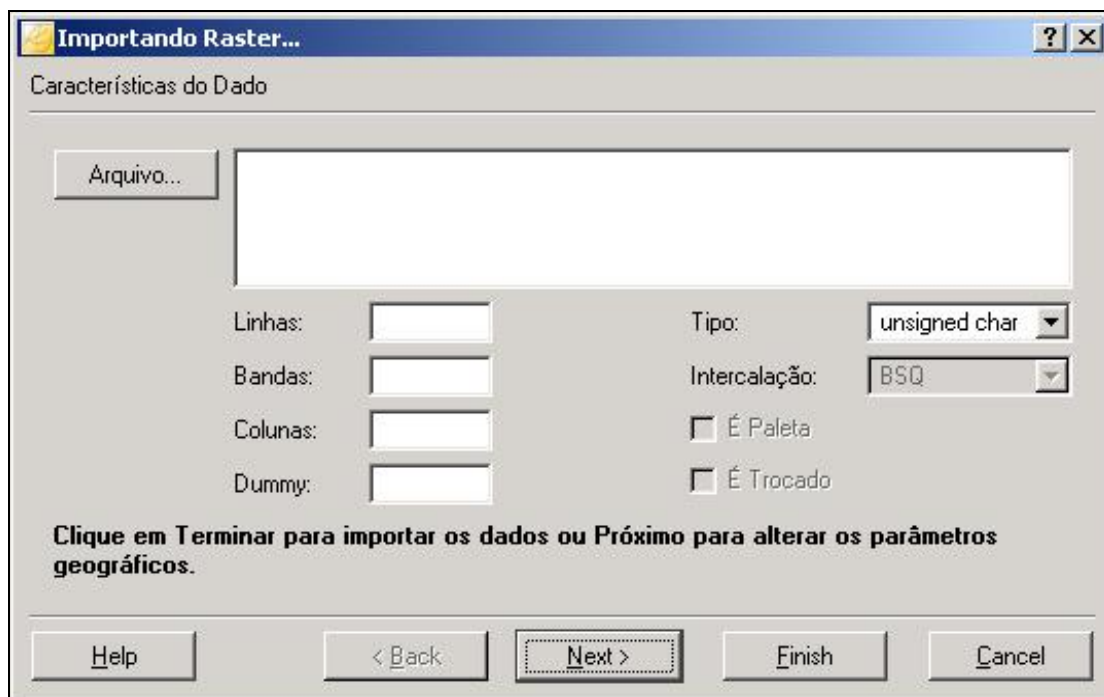 Importando Raster...
Características do Dado
Arquivo...
Linhas:
Tipo: unsigned char
Bandas:
Intercalação: BSQ
Colunas:
É Paleta
Dummy:
É Trocado
Clique em Terminar para importar os dados ou Próximo para alterar os parâmetros
geográficos.
Help
< Back
Next >
Finish
Cancel